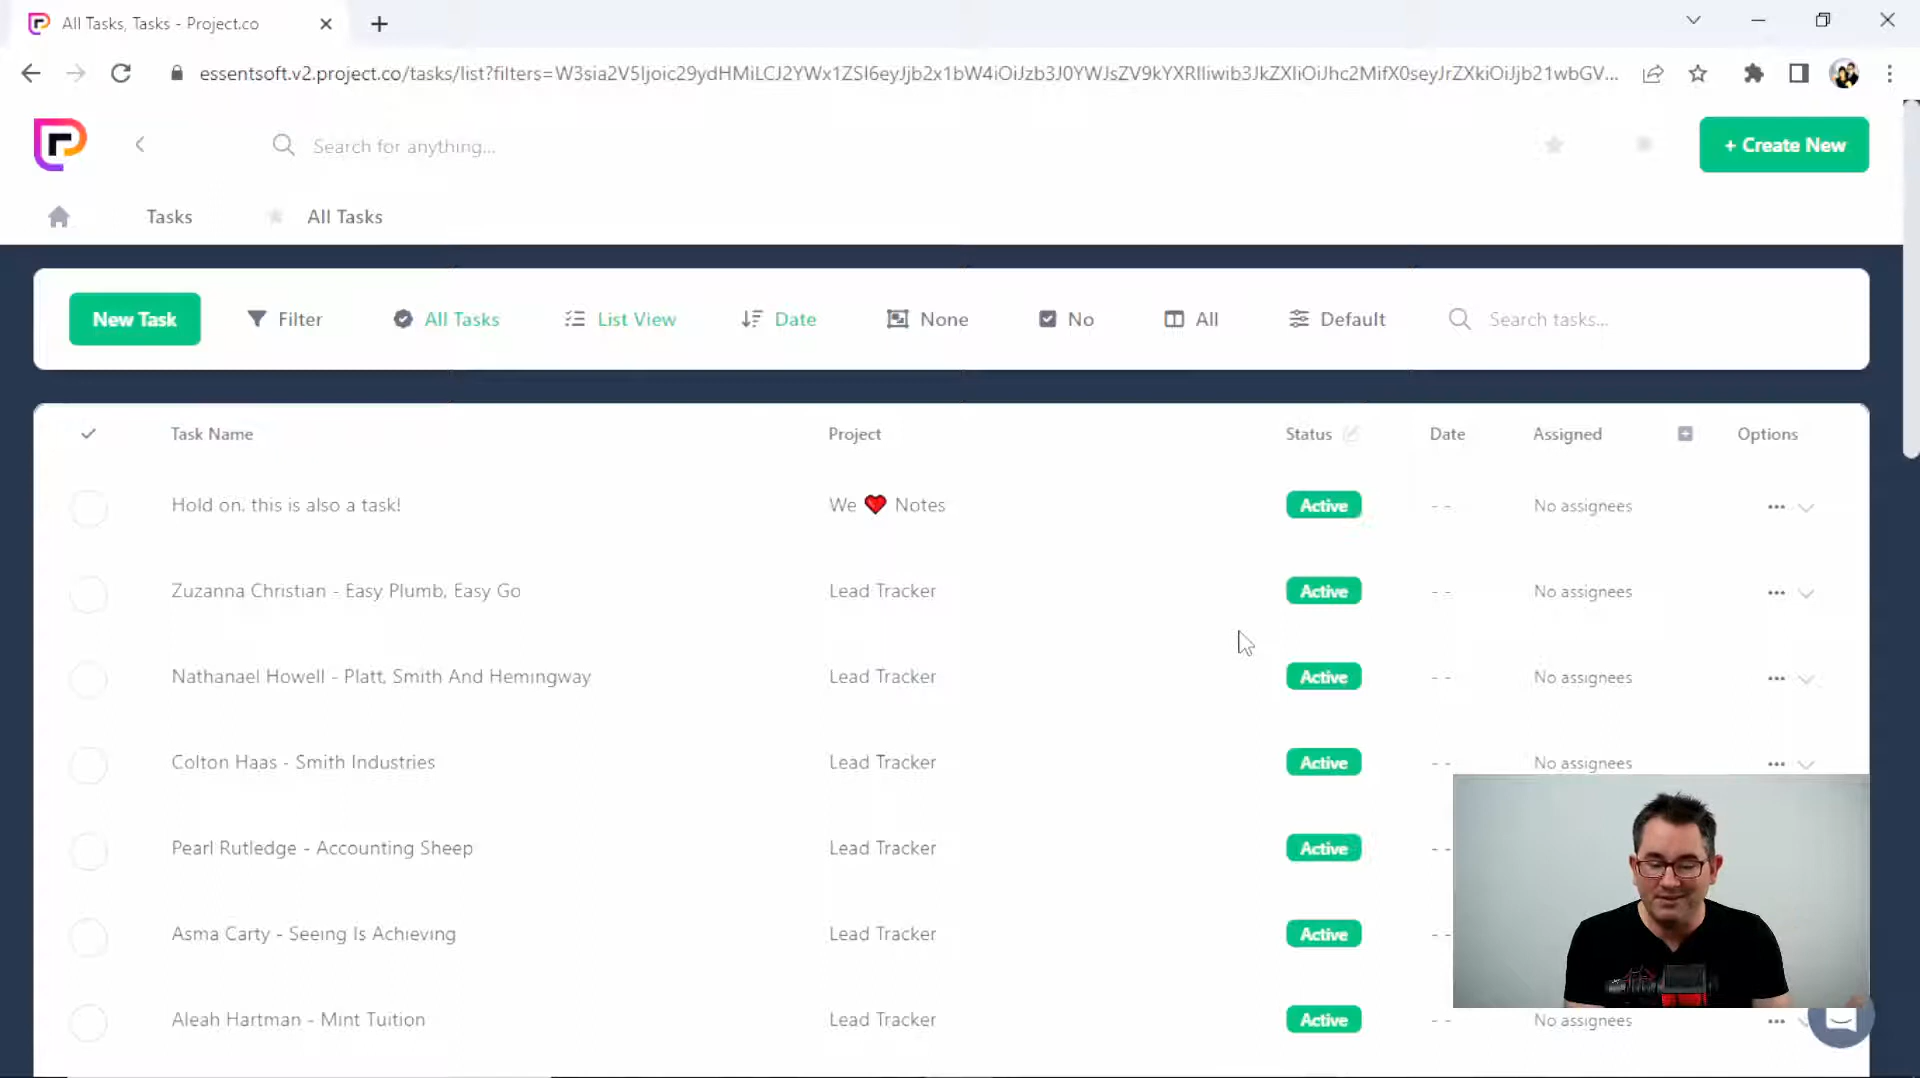 All Tasks, Tasks - Project.co
essentsoft.v2.project.co/tasks/list?filters=W3sia2V5Ijoic29ydHMiLCJ2YWx1ZSI6eyJjb2x1bW4iOiJzb3J0YWJsZV9kYXRlIiwib3JkZXIiOiJhc2MifX0seyJrZXkiOiJjb21wbGV...
Search for anything...
+ Create New
Tasks
All Tasks
New Task
Filter
All Tasks
List View
Date
None
No
All
Default
Search tasks...
Task Name Project Status Date Assigned Options
Hold on, this is also a task! We ❤ Notes Active - - No assignees
Zuzanna Christian - Easy Plumb, Easy Go Lead Tracker Active - - No assignees
Nathanael Howell - Platt, Smith And Hemingway Lead Tracker Active - - No assignees
Colton Haas - Smith Industries Lead Tracker Active - - No assignees
Pearl Rutledge - Accounting Sheep Lead Tracker Active - -
Asma Carty - Seeing Is Achieving Lead Tracker Active - -
Aleah Hartman - Mint Tuition Lead Tracker Active - - No assignees